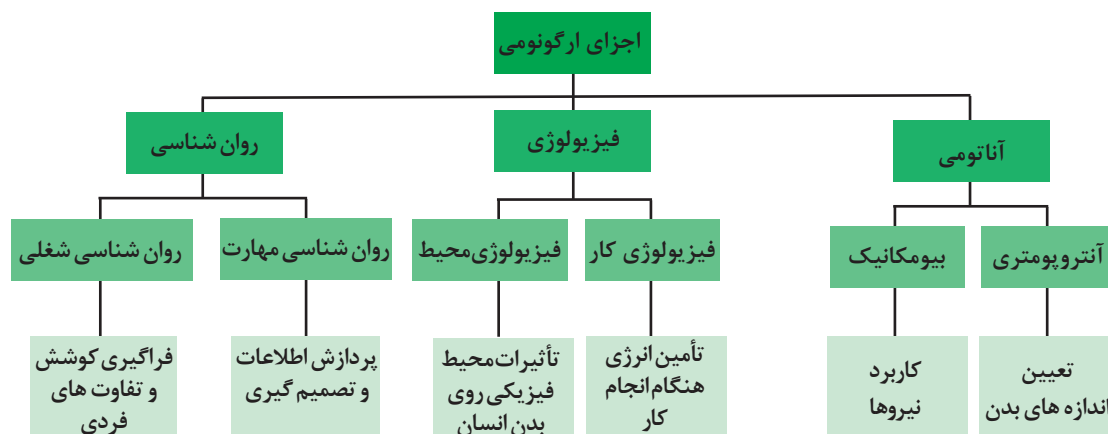 اجزای ارگونومی
آناتومی
فیزیولوژی
روان شناسی
آنتروپومتری
بیومکانیک
فیزیولوژی کار
فیزیولوژی محیط
روان شناسی مهارت
روان شناسی شغلی
تعیین
اندازه های بدن
کاربرد
نیروها
تأمین انرژی
هنگام انجام
کار
تأثیرات محیط
فیزیکی روی
بدن انسان
پردازش اطلاعات
و تصمیم گیری
فراگیری کوشش
و تفاوت های
فردی